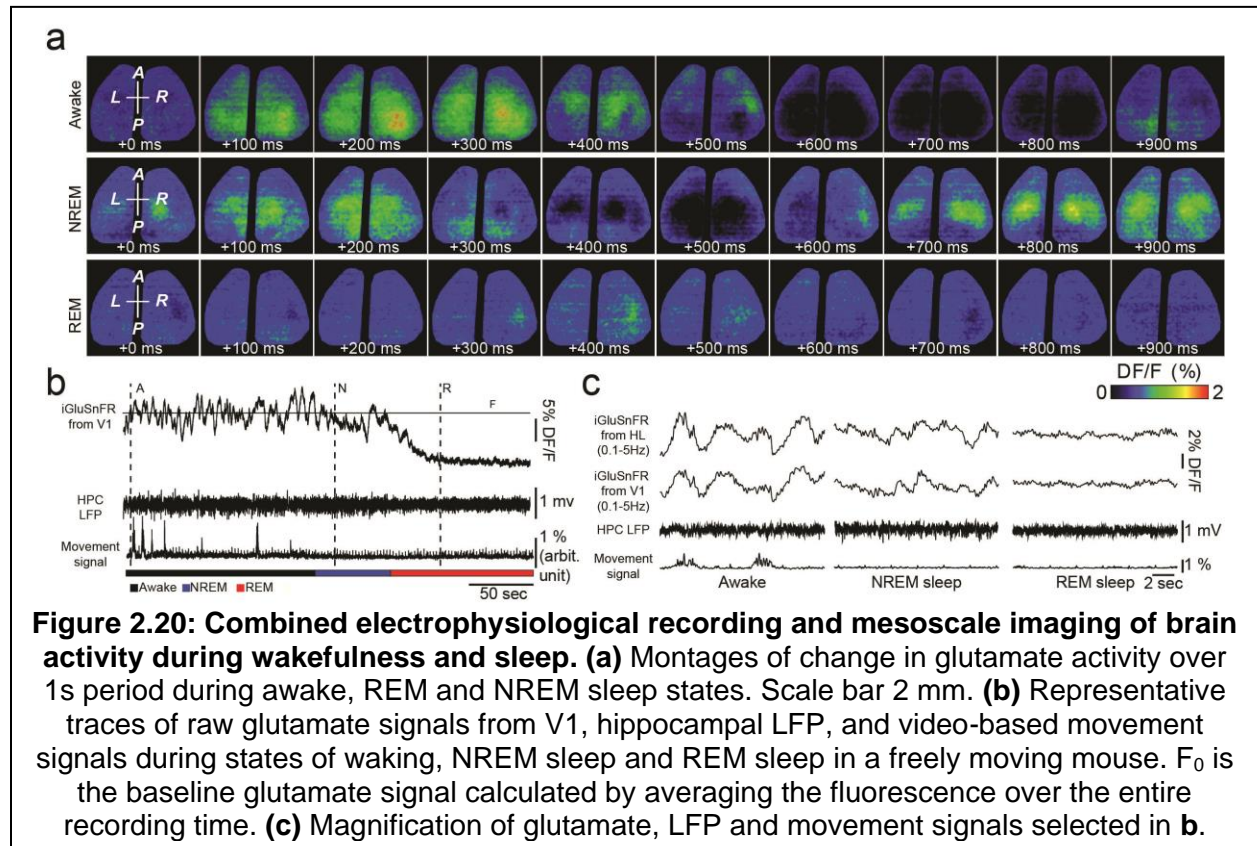 a
Awake
A
L R
P
+0 ms +100 ms +200 ms +300 ms +400 ms +500 ms +600 ms +700 ms +800 ms +900 ms
NREM
A
L R
P
+0 ms +100 ms +200 ms +300 ms +400 ms +500 ms +600 ms +700 ms +800 ms +900 ms
REM
A
L R
P
+0 ms +100 ms +200 ms +300 ms +400 ms +500 ms +600 ms +700 ms +800 ms +900 ms
DF/F (%)
0 2
b
A N R F
iGluSnFR
from V1
5% DF/F
HPC
LFP
1 mv
Movement
signal
1 %
(arbit.
unit)
Awake NREM REM
50 sec
c
iGluSnFR
from HL
(0.1-5Hz)
2% DF/F
iGluSnFR
from V1
(0.1-5Hz)
HPC LFP
1 mV
Movement
signal
1 %
Awake NREM sleep REM sleep 2 sec
Figure 2.20: Combined electrophysiological recording and mesoscale imaging of brain
activity during wakefulness and sleep. (a) Montages of change in glutamate activity over
1s period during awake, REM and NREM sleep states. Scale bar 2 mm. (b) Representative
traces of raw glutamate signals from V1, hippocampal LFP, and video-based movement
signals during states of waking, NREM sleep and REM sleep in a freely moving mouse. F₀ is
the baseline glutamate signal calculated by averaging the fluorescence over the entire
recording time. (c) Magnification of glutamate, LFP and movement signals selected in b.